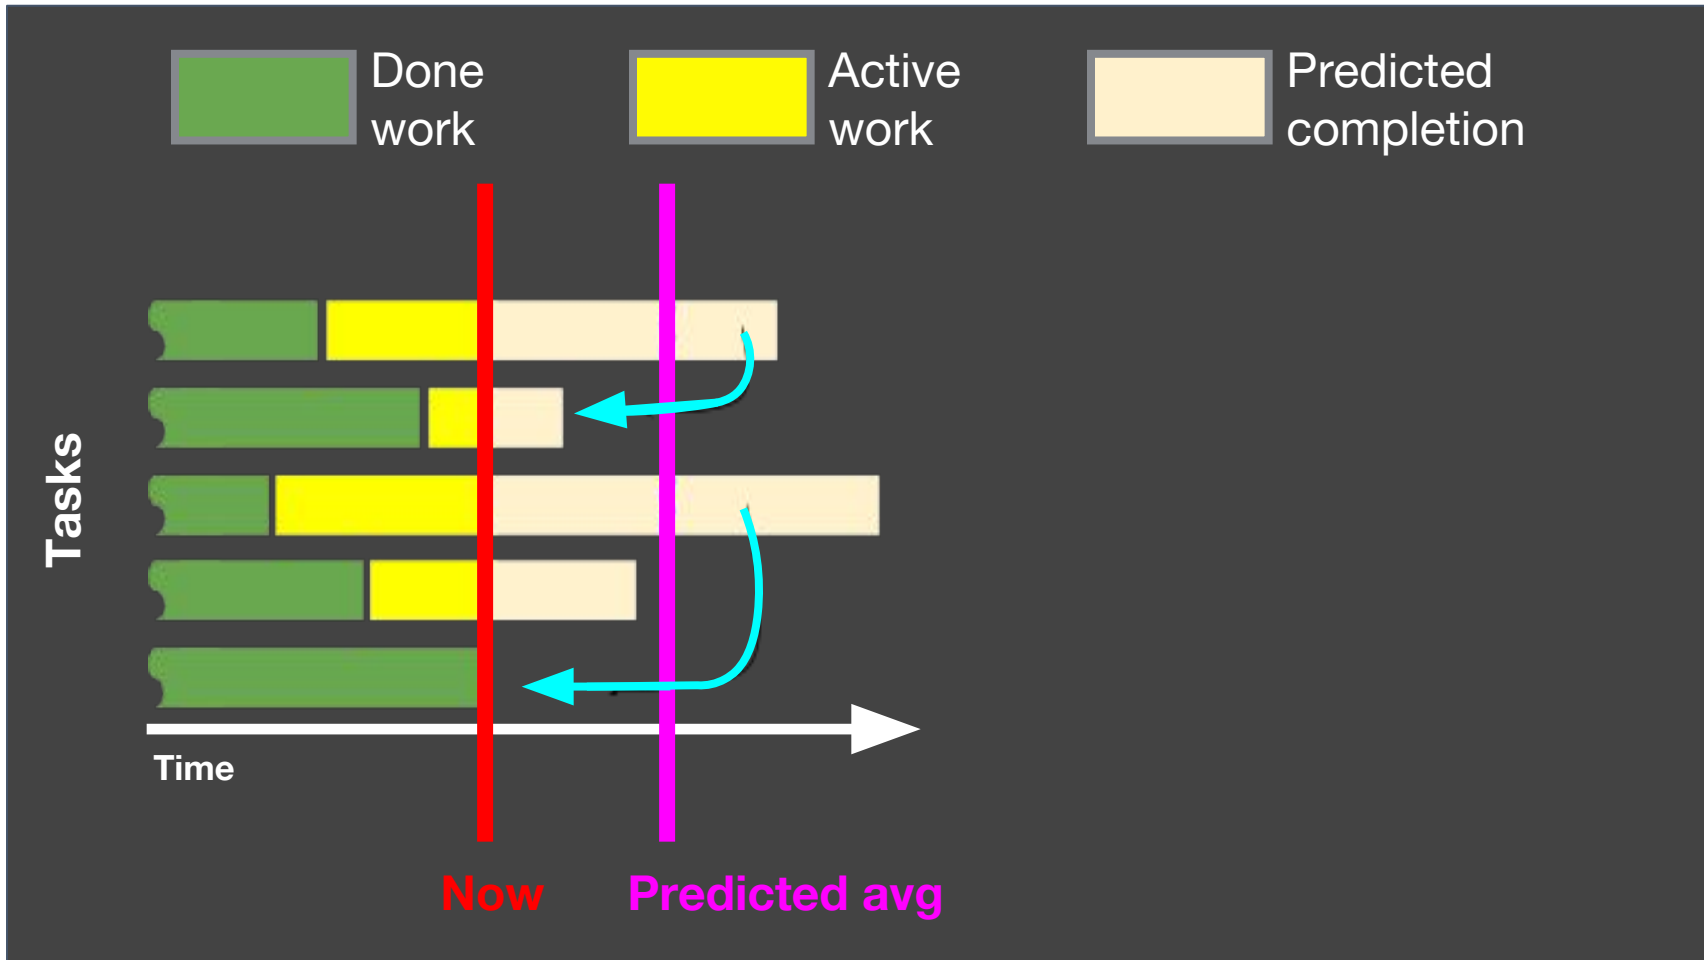 Done
work
Active
work
Predicted
completion
Tasks
Time
Now
Predicted avg